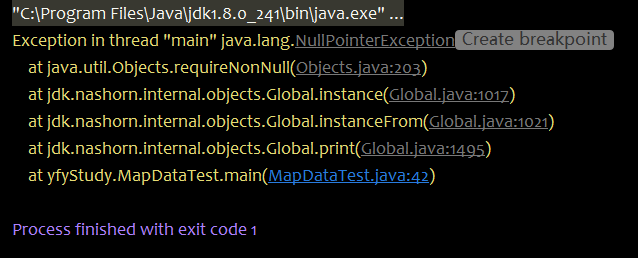 "C:\Program Files\Java\jdk1.8.0_241\bin\java.exe" ...
Exception in thread "main" java.lang.NullPointerException Create breakpoint
at java.util.Objects.requireNonNull(Objects.java:203)
at jdk.nashorn.internal.objects.Global.instance(Global.java:1017)
at jdk.nashorn.internal.objects.Global.instanceFrom(Global.java:1021)
at jdk.nashorn.internal.objects.Global.print(Global.java:1495)
at yfyStudy.MapDataTest.main(MapDataTest.java:42)
Process finished with exit code 1